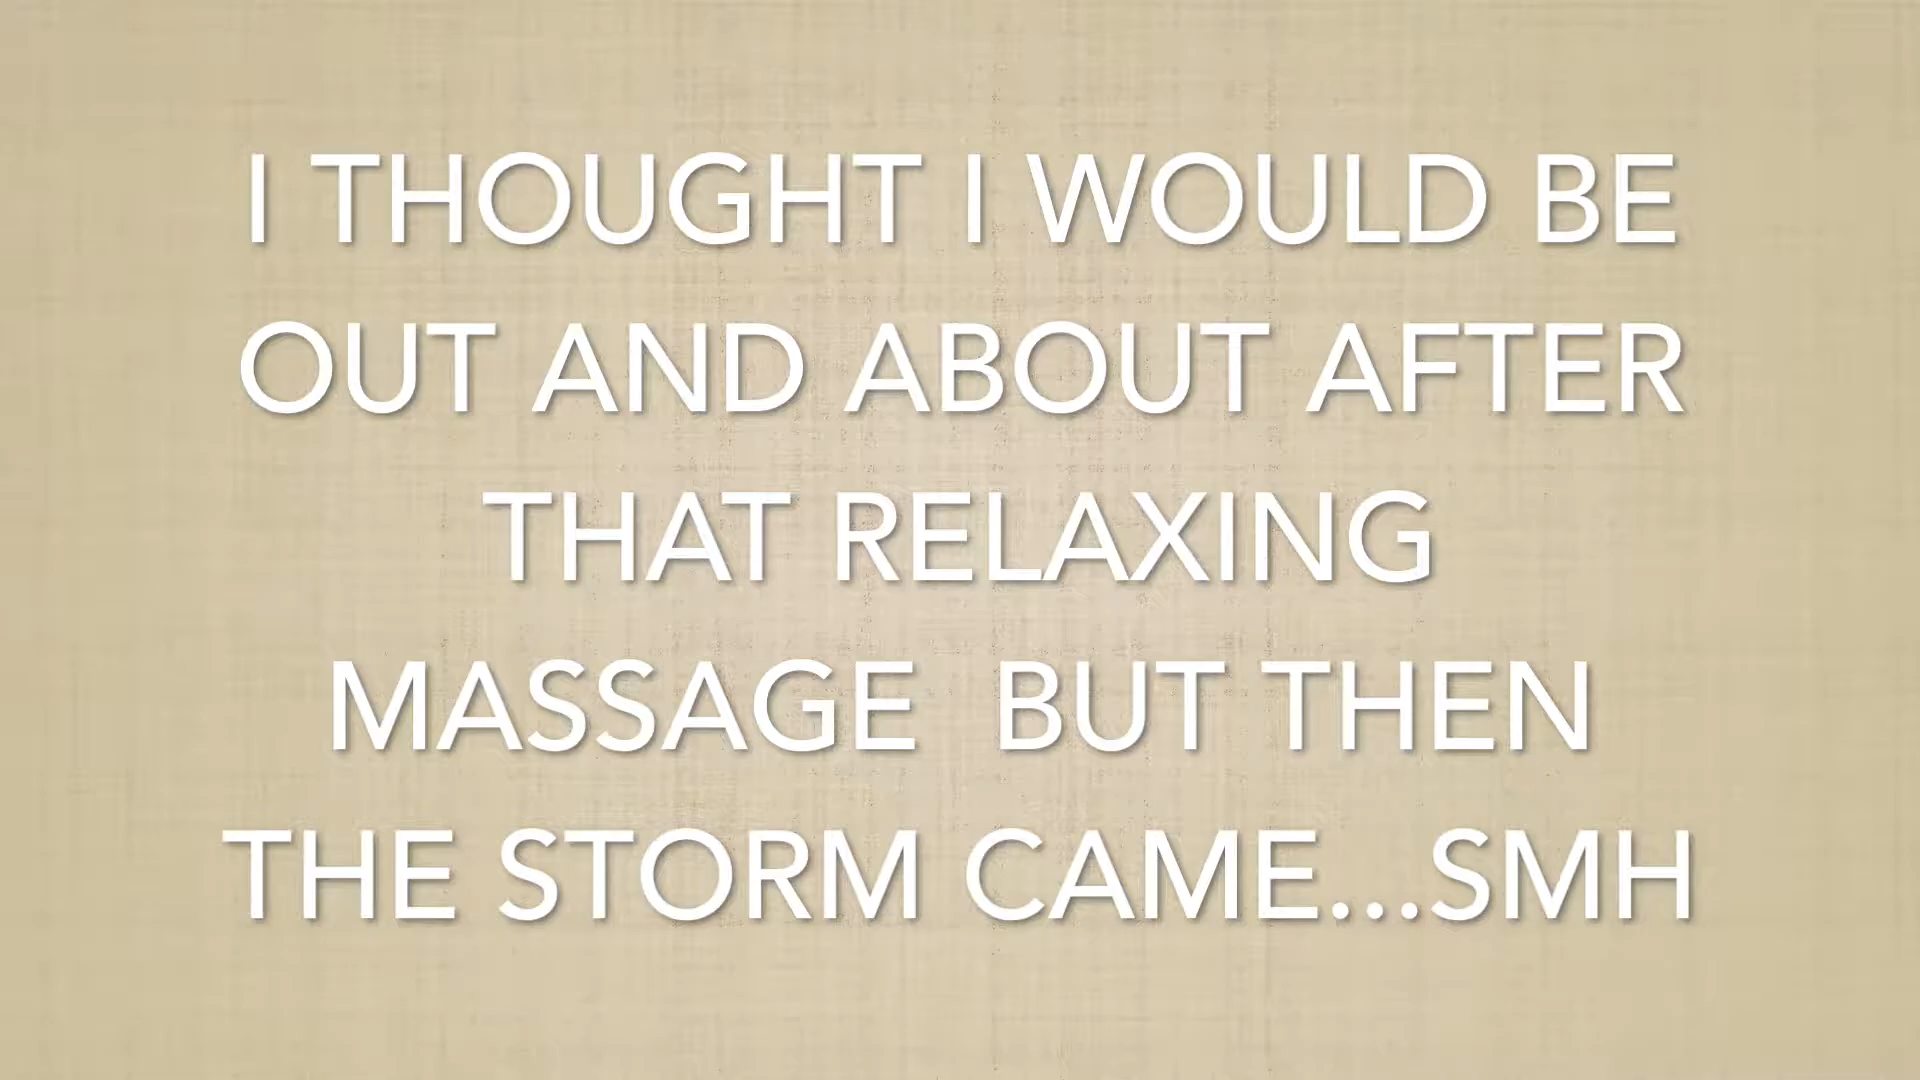 I THOUGHT I WOULD BE
OUT AND ABOUT AFTER
THAT RELAXING
MASSAGE  BUT THEN
THE STORM CAME...SMH